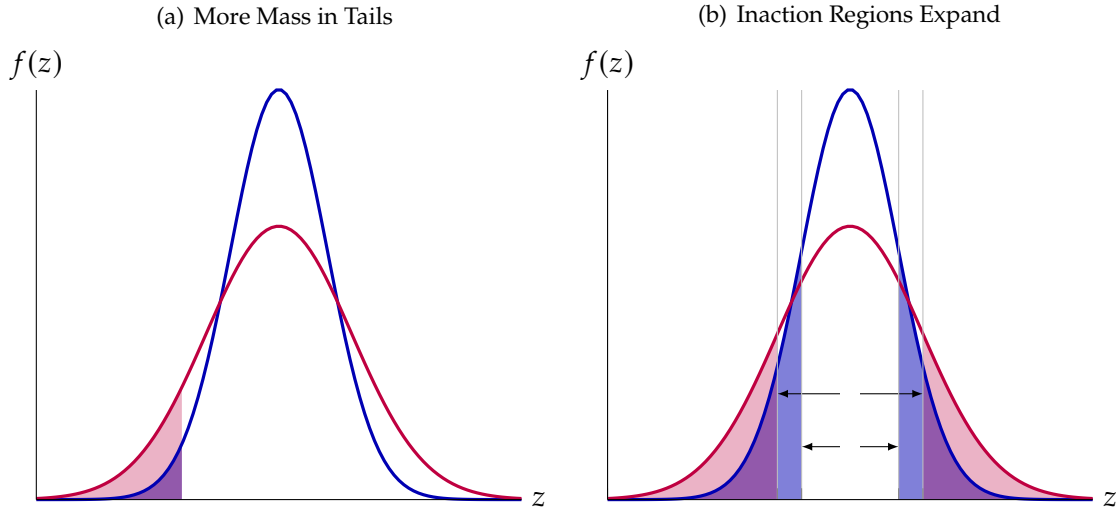 (a) More Mass in Tails
f(z)
z
(b) Inaction Regions Expand
f(z)
z